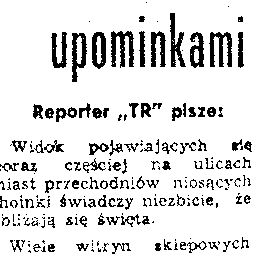 upominkami
Reporter „TR" pisze:
Widok pojawiających się
coraz częściej na ulicach
miast przechodniów niosących
choinki świadczy niezbicie, że
zbliżają się święta.
Wiele witryn sklepowych